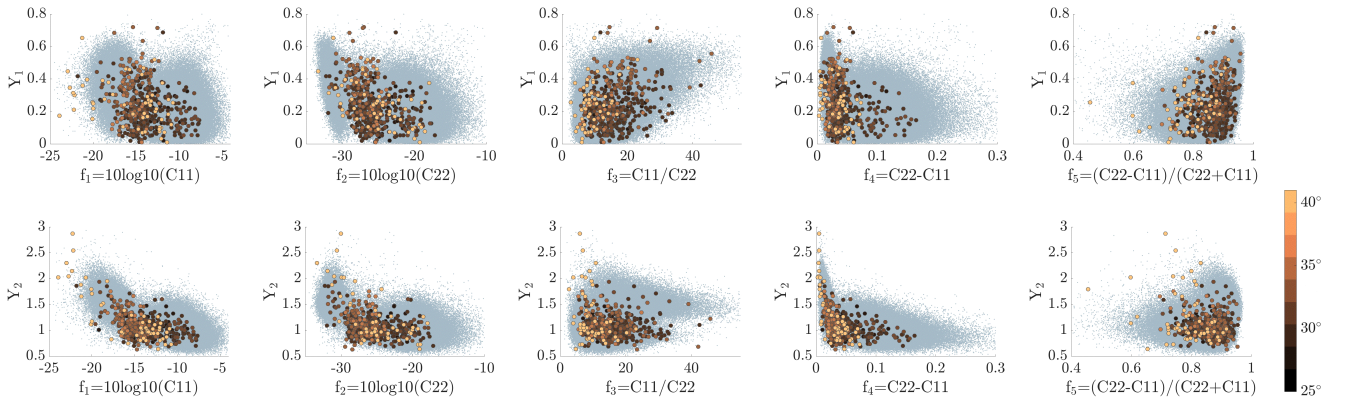 0.8 0.8 0.8 0.8 0.8
0.6 0.6 0.6 0.6 0.6
Y₁ 0.4 Y₁ 0.4 Y₁ 0.4 Y₁ 0.4 Y₁ 0.4
0.2 0.2 0.2 0.2 0.2
0 0 0 0 0
-25 -20 -15 -10 -5 -30 -20 -10 0 20 40 0 0.1 0.2 0.3 0.4 0.6 0.8 1
f₁=10log10(C11) f₂=10log10(C22) f₃=C11/C22 f₄=C22-C11 f₅=(C22-C11)/(C22+C11)
3 3 3 3 3
2.5 2.5 2.5 2.5 2.5
Y₂ 2 Y₂ 2 Y₂ 2 Y₂ 2 Y₂ 2
1.5 1.5 1.5 1.5 1.5
1 1 1 1 1
0.5 0.5 0.5 0.5 0.5
-25 -20 -15 -10 -5 -30 -20 -10 0 20 40 0 0.1 0.2 0.3 0.4 0.6 0.8 1
f₁=10log10(C11) f₂=10log10(C22) f₃=C11/C22 f₄=C22-C11 f₅=(C22-C11)/(C22+C11)
40°
35°
30°
25°